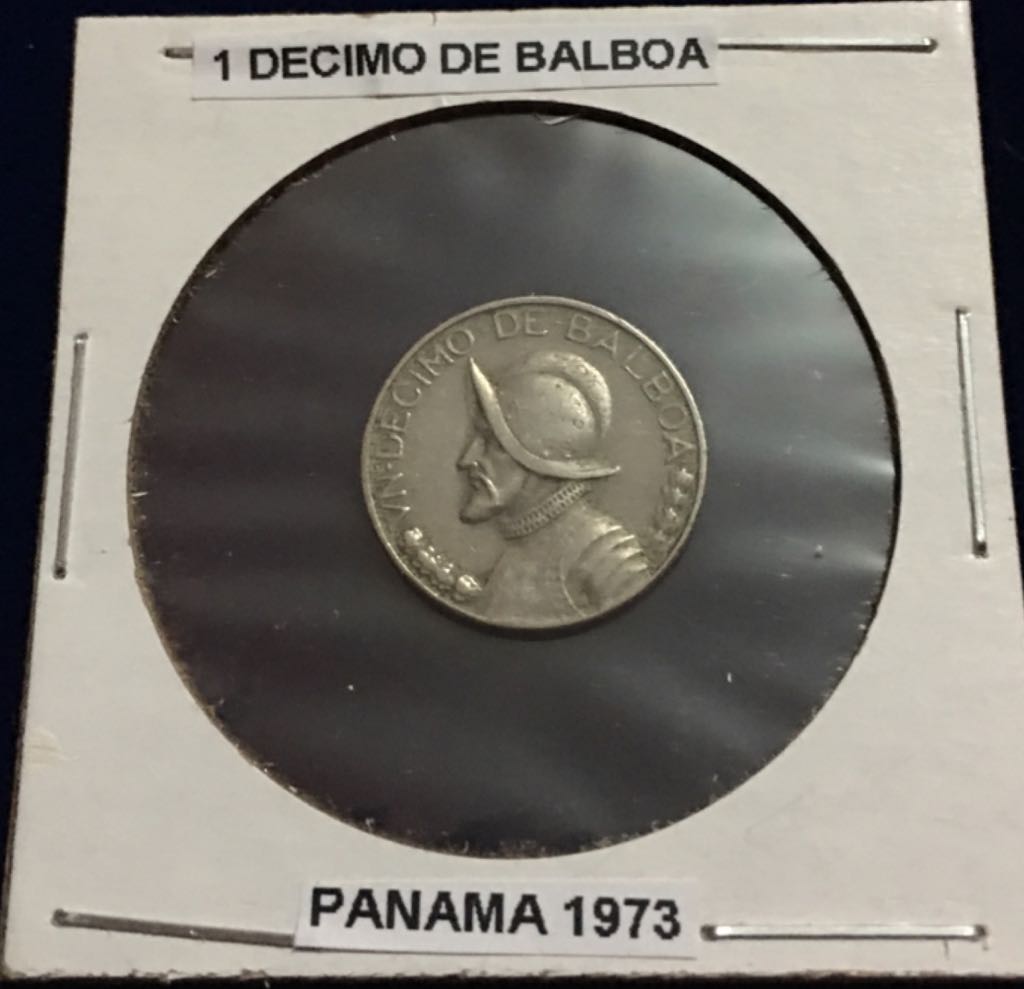 1 DECIMO DE BALBOA
VN·DECIMO DE BALBOA
PANAMA 1973